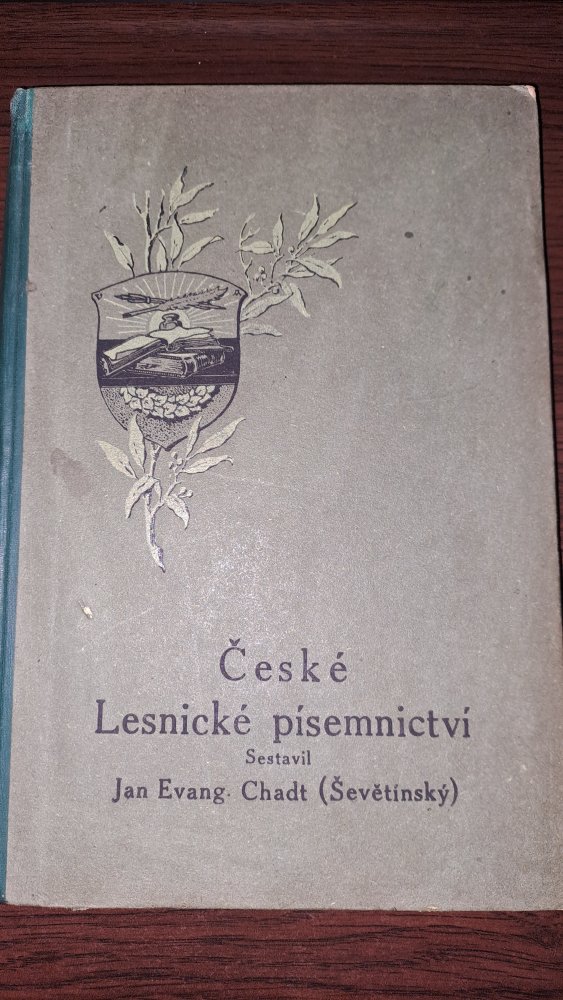 České
Lesnické písemnictví
Sestavil
Jan Evang. Chadt (Ševětínský)